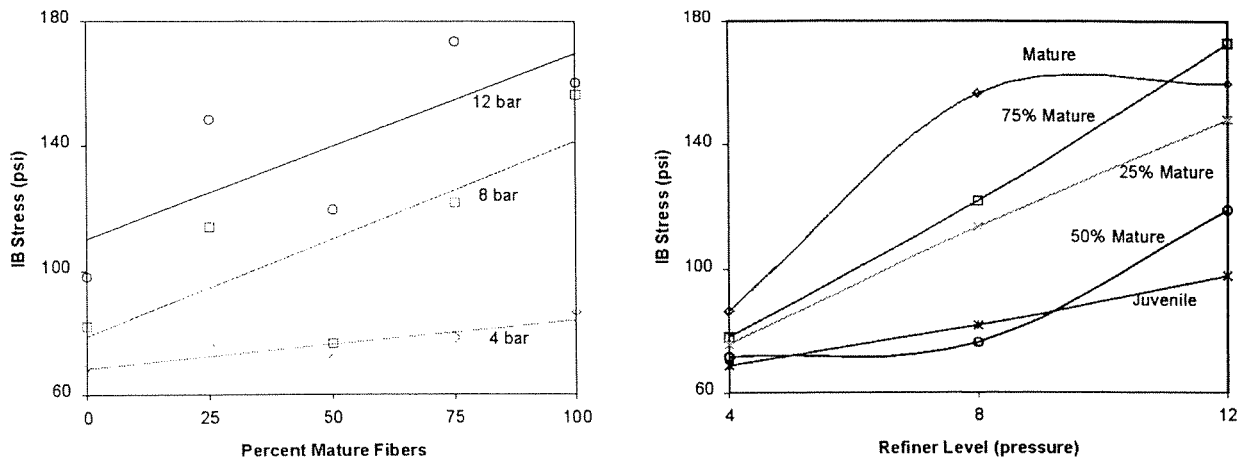 180
140
100
60
IB Stress (psi)
12 bar
8 bar
4 bar
0
25
50
75
100
Percent Mature Fibers
180
140
100
60
IB Stress (psi)
Mature
75% Mature
25% Mature
50% Mature
Juvenile
4
8
12
Refiner Level (pressure)